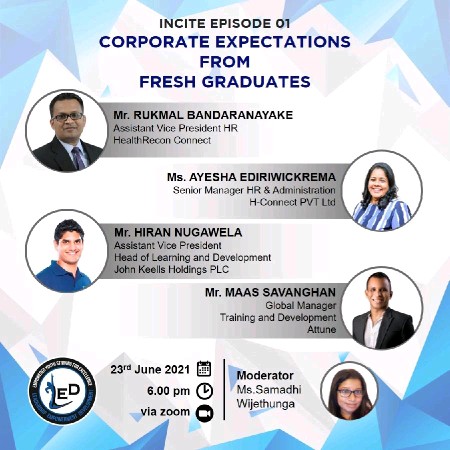 INCITE EPISODE 01
CORPORATE EXPECTATIONS
FROM
FRESH GRADUATES
Mr. RUKMAL BANDARANAYAKE
Assistant Vice President HR
HealthRecon Connect
Ms. AYESHA EDIRIWICKREMA
Senior Manager HR & Administration
H-Connect PVT Ltd
Mr. HIRAN NUGAWELA
Assistant Vice President
Head of Learning and Development
John Keells Holdings PLC
Mr. MAAS SAVANGHAN
Global Manager
Training and Development
Attune
LED
23rd June 2021
6.00 pm
via zoom
Moderator
Ms.Samadhi
Wijethunga